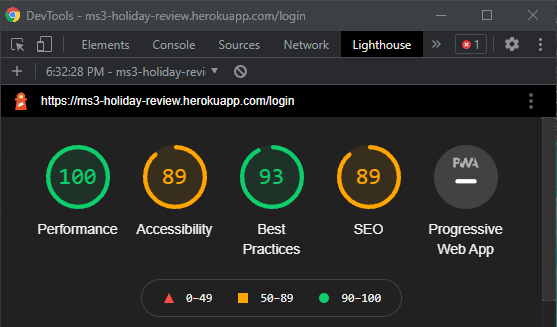 DevTools - ms3-holiday-review.herokuapp.com/login
Elements Console Sources Network Lighthouse » 1
+ 6:32:28 PM - ms3-holiday-revi
https://ms3-holiday-review.herokuapp.com/login
100 89 93 89 PWA
Performance Accessibility Best Practices SEO Progressive Web App
0-49 50-89 90-100